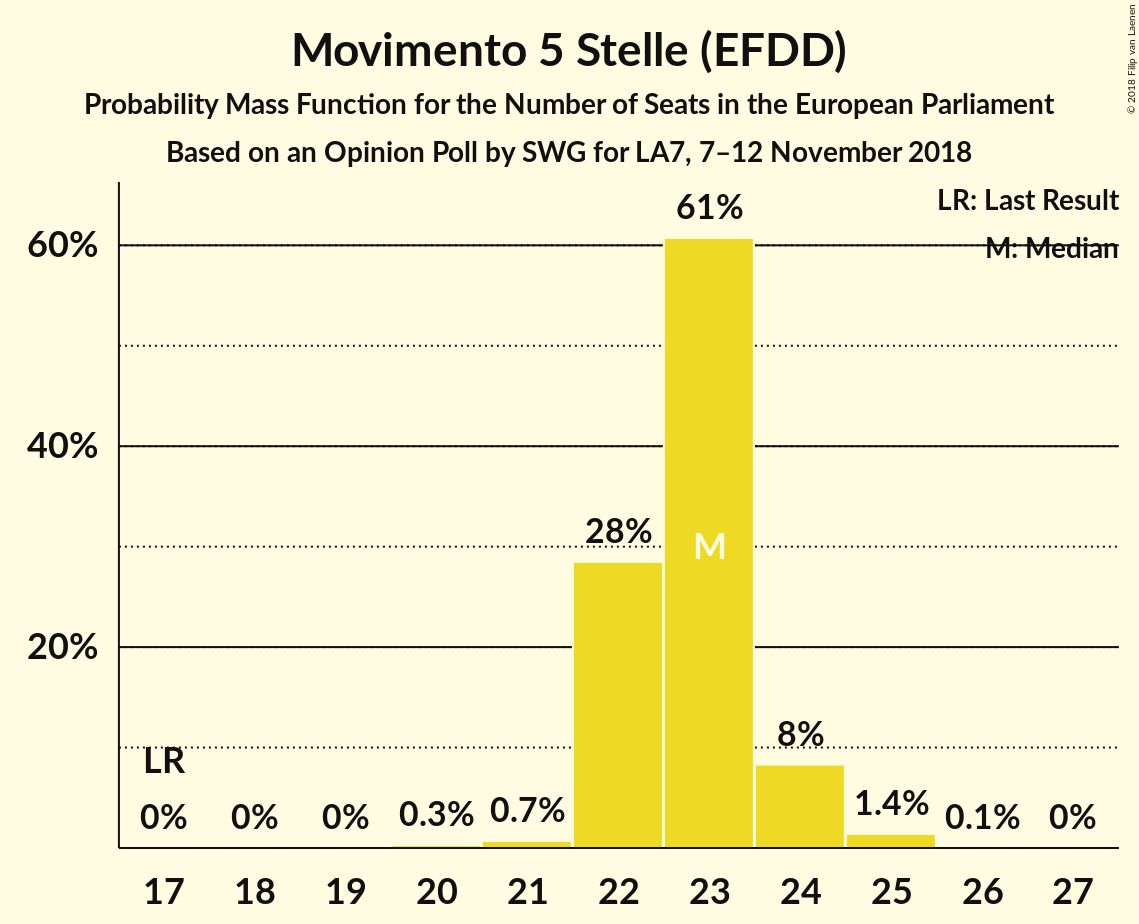 Movimento 5 Stelle (EFDD)
Probability Mass Function for the Number of Seats in the European Parliament
Based on an Opinion Poll by SWG for LA7, 7–12 November 2018
© 2018 Filip van Laenen
LR: Last Result
M: Median
61%
60%
40%
28%
M
20%
8%
LR
0%
0%
0%
0.3%
0.7%
1.4%
0.1%
0%
17 18 19 20 21 22 23 24 25 26 27